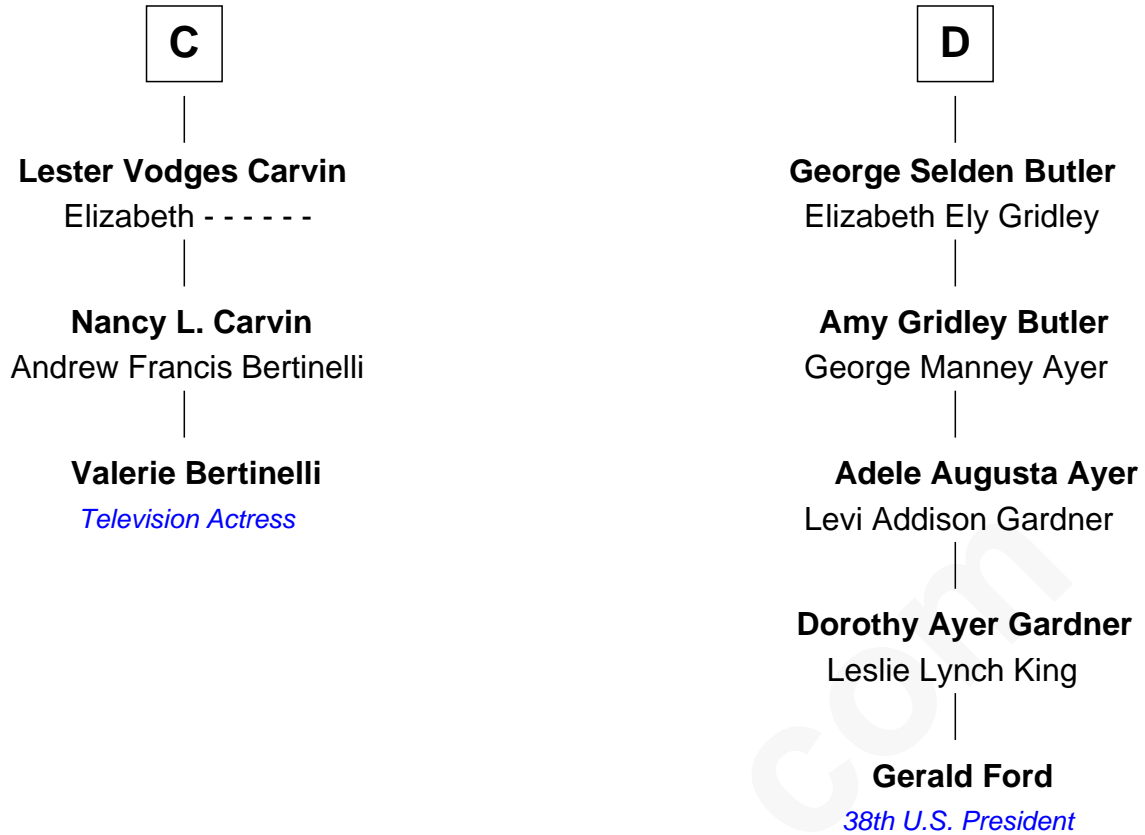 C
Lester Vodges Carvin
Elizabeth - - - - - -
Nancy L. Carvin
Andrew Francis Bertinelli
Valerie Bertinelli
Television Actress
D
George Selden Butler
Elizabeth Ely Gridley
Amy Gridley Butler
George Manney Ayer
Adele Augusta Ayer
Levi Addison Gardner
Dorothy Ayer Gardner
Leslie Lynch King
Gerald Ford
38th U.S. President
com